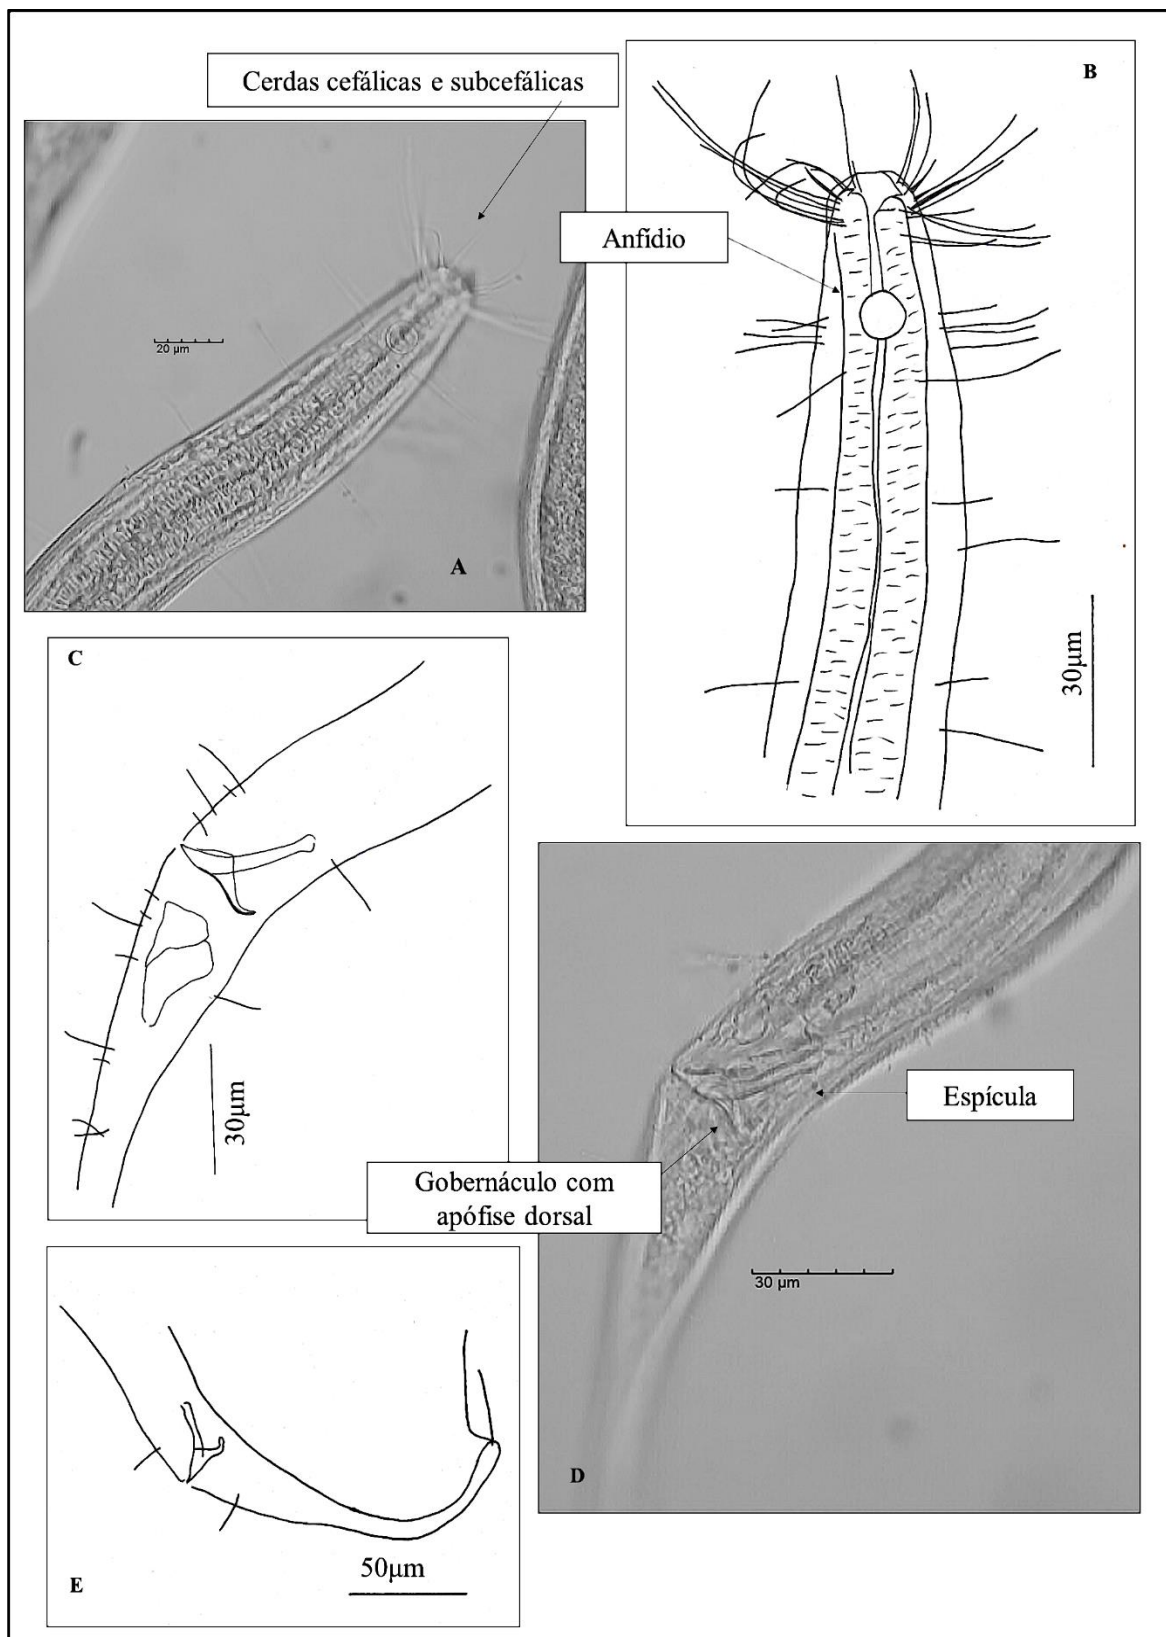 Cerdas cefálicas e subcefálicas
B
20 µm
Anfídio
A
30µm
C
30µm
Espícula
Gobernáculo com
apófise dorsal
30 µm
D
50µm
E